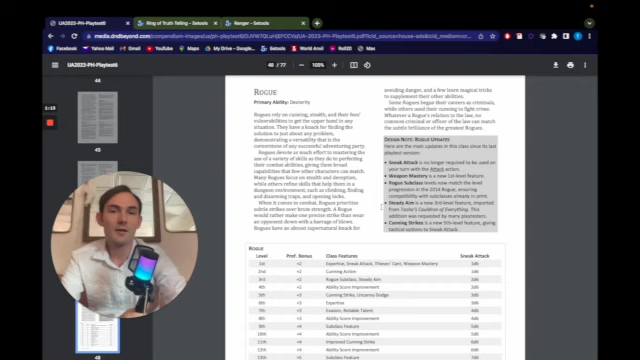 UA2023-PH-Playtest6
Ring of Truth Telling - 5etools
Ranger - 5etools
media.dndbeyond.com/compendium-images/ua/ph-playtest6
Facebook
Yahoo Mail
Gmail
YouTube
Maps
My Drive - Google...
5etools
World Anvil
Roll20
MAX
48 / 77
100%
44
45
48
ROGUE
Primary Ability: Dexterity
Rogues rely on cunning, stealth, and their foes'
vulnerabilities to get the upper hand in any
situation. They have a knack for finding the
solution to just about any problem,
demonstrating a versatility that is the
cornerstone of any successful adventuring party.
Rogues devote as much effort to mastering the
use of a variety of skills as they do to perfecting
their combat abilities, giving them broad
capabilities that few other characters can match.
Many Rogues focus on stealth and deception,
while others refine skills that help them in a
dungeon environment, such as climbing, finding
and disarming traps, and opening locks.
When it comes to combat, Rogues prioritize
subtle strikes over brute strength. A Rogue
would rather make one precise strike than wear
an opponent down with a barrage of blows.
Rogues have an almost supernatural knack for
avoiding danger, and a few learn magical tricks
to supplement their other abilities.
Some Rogues began their careers as criminals,
while others used their cunning to fight crime.
Whatever a Rogue's relation to the law, no
common criminal or officer of the law can match
the subtle brilliance of the greatest Rogues.
DESIGN NOTE: ROGUE UPDATES
Here are the main updates in this class since its
last playtest version:
• Sneak Attack is no longer required to be used
on your turn with the Attack action.
• Weapon Mastery is a new 1st-level feature.
• Rogue Subclass levels now match the level
progression in the 2014 Rogue, ensuring
compatibility with subclasses already in print.
• Steady Aim is a new 3rd-level feature, imported
from Tasha's Cauldron of Everything. This
addition was requested by many playtesters.
• Cunning Strikes is a new 5th-level feature, giving
tactical options to Sneak Attack.
ROGUE
Level Prof. Bonus Class Features Sneak Attack
1st +2 Expertise, Sneak Attack, Thieves' Cant, Weapon Mastery 1d6
2nd +2 Cunning Action 1d6
3rd +2 Rogue Subclass, Steady Aim 2d6
4th +2 Ability Score Improvement 2d6
5th +3 Cunning Strike, Uncanny Dodge 3d6
6th +3 Expertise 3d6
7th +3 Evasion, Reliable Talent 4d6
8th +3 Ability Score Improvement 4d6
9th +4 Subclass Feature 5d6
10th +4 Ability Score Improvement 5d6
11th +4 Improved Cunning Strike 6d6
12th +4 Ability Score Improvement 6d6
13th +5 Subclass Feature 7d6